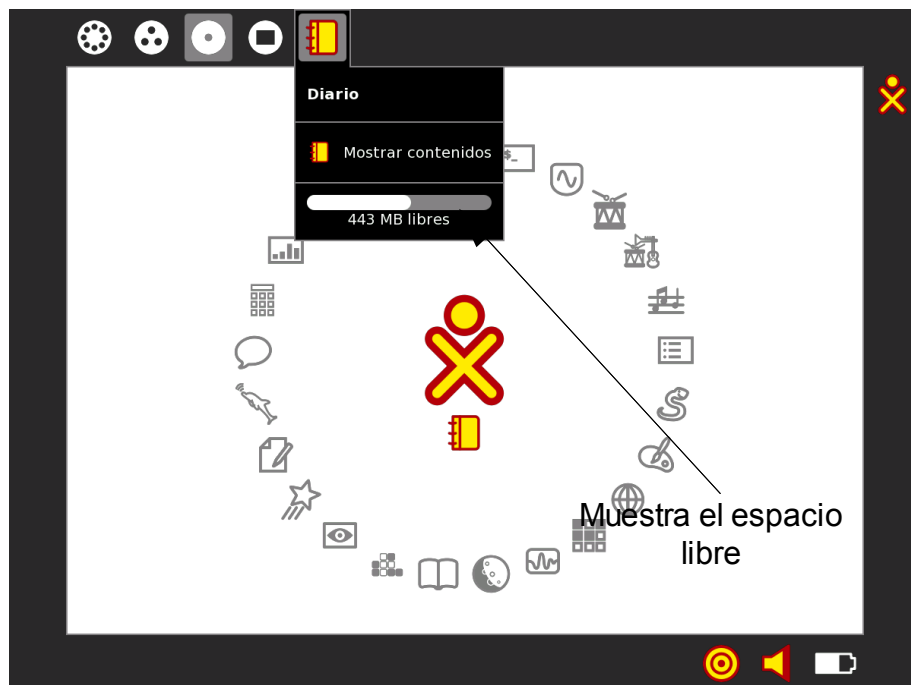 Diario
Mostrar contenidos
$_
443 MB libres
Muestra el espacio
libre